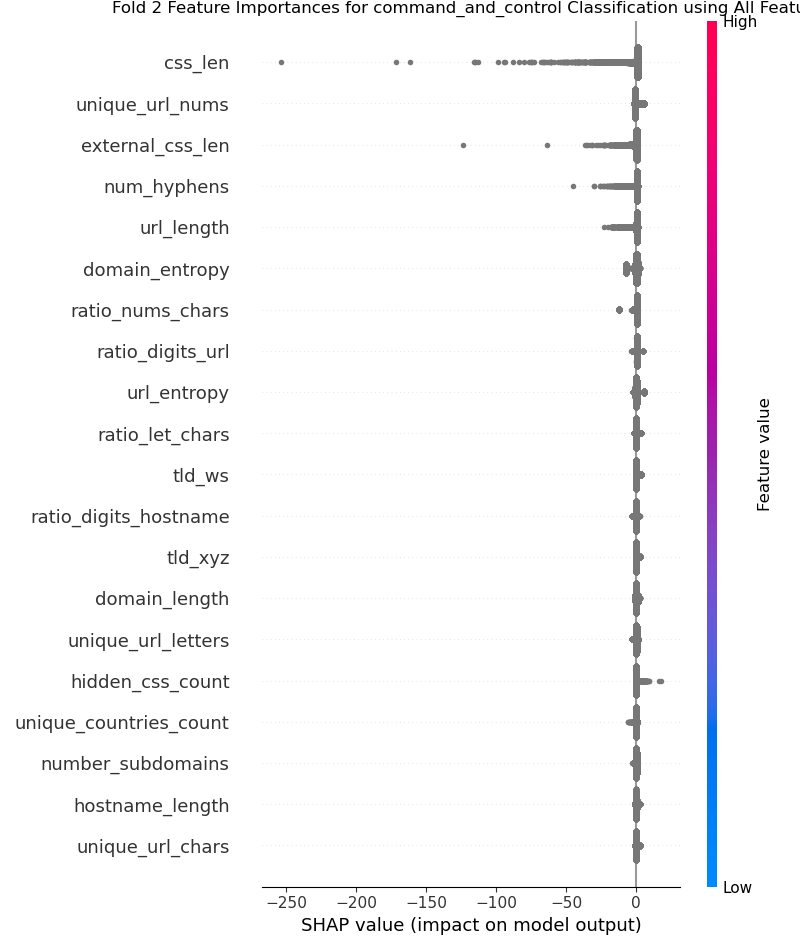 Fold 2 Feature Importances for command_and_control Classification using All Featu
High
css_len
unique_url_nums
external_css_len
num_hyphens
url_length
domain_entropy
ratio_nums_chars
ratio_digits_url
url_entropy
ratio_let_chars
tld_ws
ratio_digits_hostname
tld_xyz
domain_length
unique_url_letters
hidden_css_count
unique_countries_count
number_subdomains
hostname_length
unique_url_chars
Feature value
Low
−250 −200 −150 −100 −50 0
SHAP value (impact on model output)